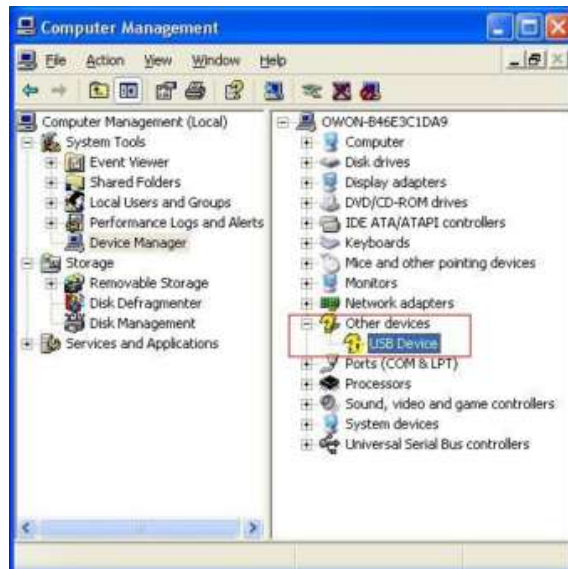 Computer Management
File Action View Window Help
Computer Management (Local)
System Tools
Event Viewer
Shared Folders
Local Users and Groups
Performance Logs and Alerts
Device Manager
Storage
Removable Storage
Disk Defragmenter
Disk Management
Services and Applications
OWON-B46E3C1DA9
Computer
Disk drives
Display adapters
DVD/CD-ROM drives
IDE ATA/ATAPI controllers
Keyboards
Mice and other pointing devices
Monitors
Network adapters
Other devices
USB Device
Ports (COM & LPT)
Processors
Sound, video and game controllers
System devices
Universal Serial Bus controllers